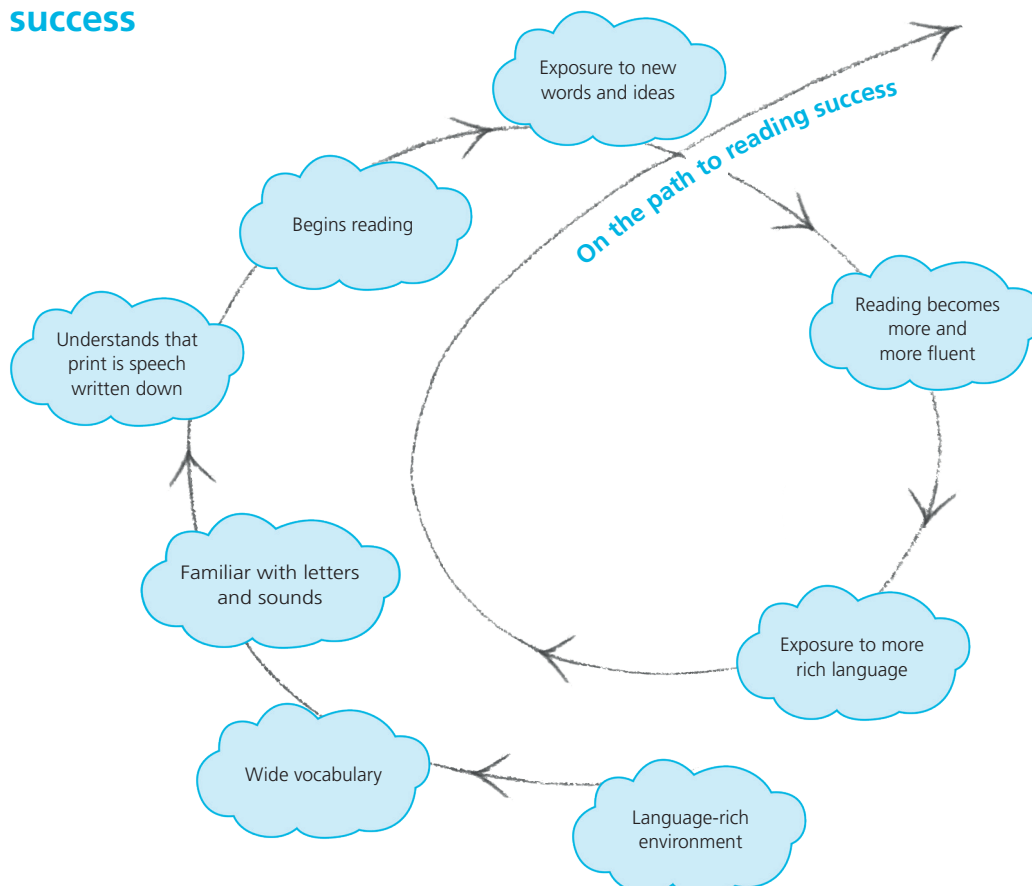 success
Exposure to new
words and ideas
On the path to reading success
Begins reading
Reading becomes
more and
more fluent
Understands that
print is speech
written down
Familiar with letters
and sounds
Exposure to more
rich language
Wide vocabulary
Language-rich
environment